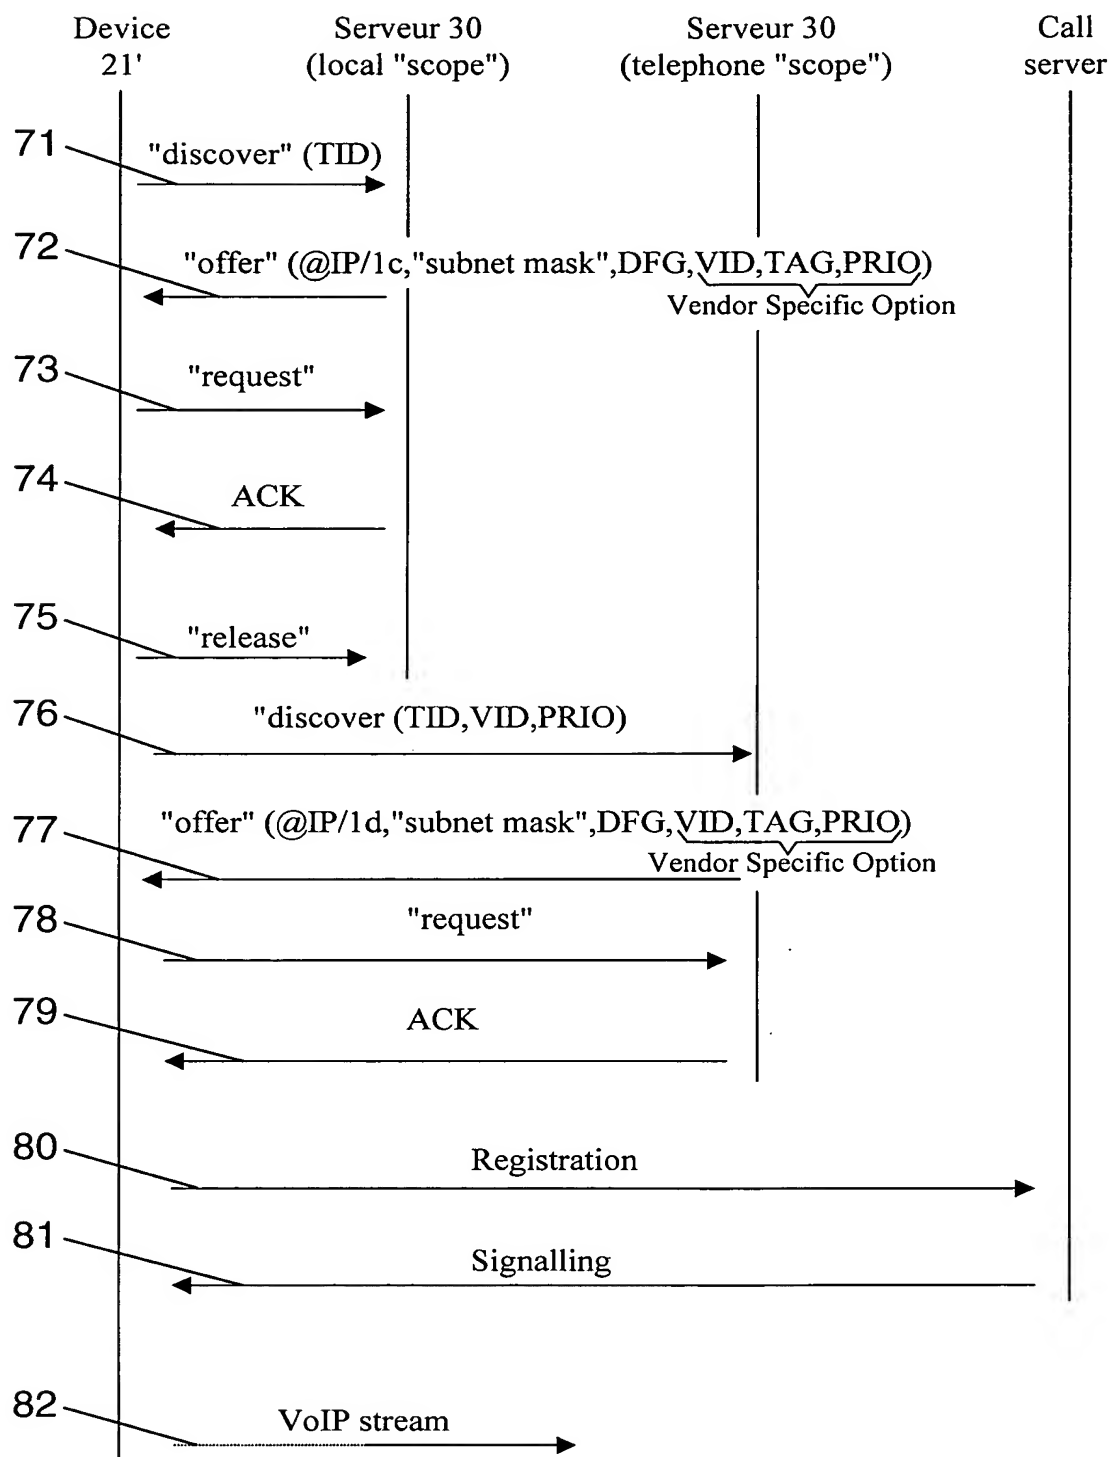 Device
21'
Serveur 30
(local "scope")
Serveur 30
(telephone "scope")
Call
server
71
"discover" (TID)
72
"offer" (@IP/1c,"subnet mask",DFG,VID,TAG,PRIO)
Vendor Specific Option
73
"request"
74
ACK
75
"release"
76
"discover (TID,VID,PRIO)
77
"offer" (@IP/1d,"subnet mask",DFG,VID,TAG,PRIO)
Vendor Specific Option
78
"request"
79
ACK
80
Registration
81
Signalling
82
VoIP stream